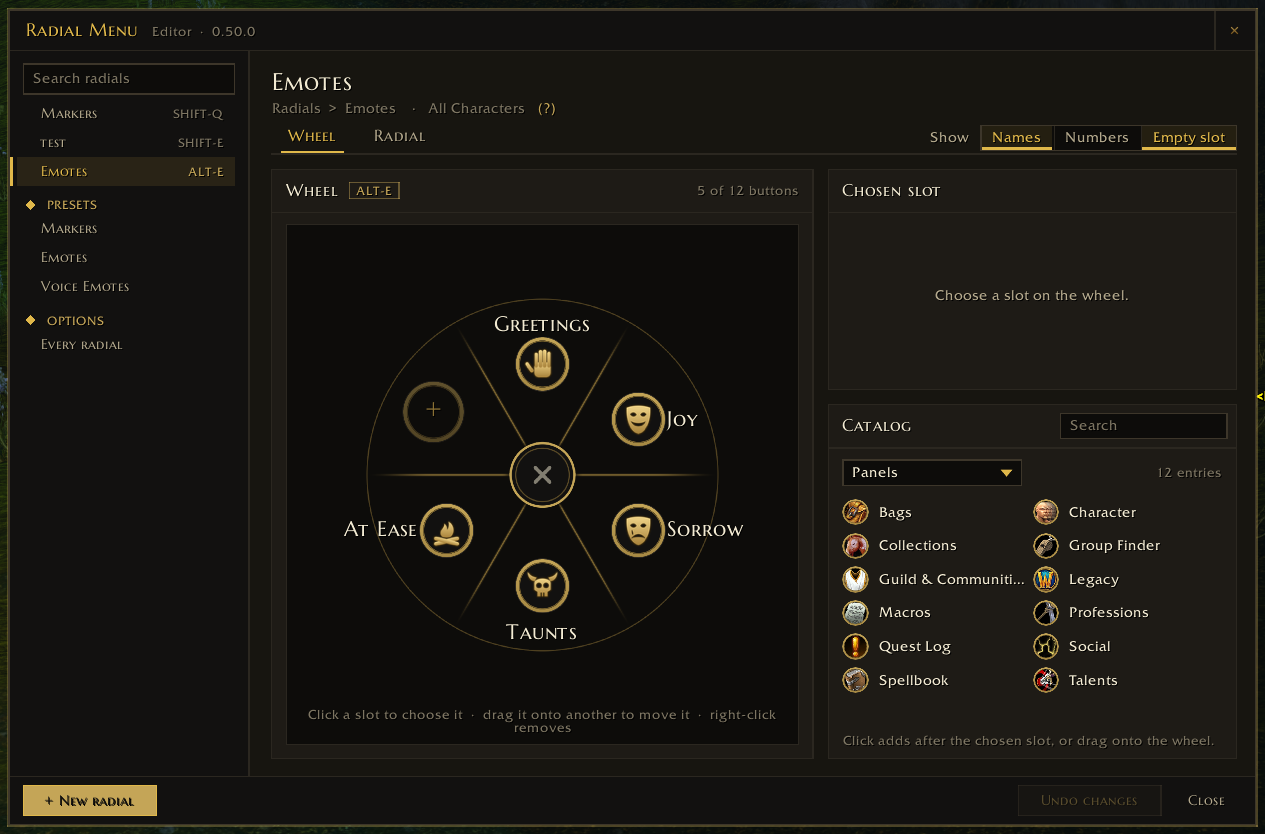 Radial Menu Editor · 0.50.0 ×
Search radials
Markers SHIFT-Q
test SHIFT-E
Emotes ALT-E
PRESETS
Markers
Emotes
Voice Emotes
OPTIONS
Every radial
+ New radial
Emotes
Radials > Emotes · All Characters (?)
Wheel Radial
Show Names Numbers Empty slot
Wheel ALT-E 5 of 12 buttons
Greetings
Joy
+
At Ease
Sorrow
Taunts
Click a slot to choose it · drag it onto another to move it · right-click
removes
Chosen slot
Choose a slot on the wheel.
Catalog Search
Panels 12 entries
Bags Character
Collections Group Finder
Guild & Communiti... Legacy
Macros Professions
Quest Log Social
Spellbook Talents
Click adds after the chosen slot, or drag onto the wheel.
Undo changes Close